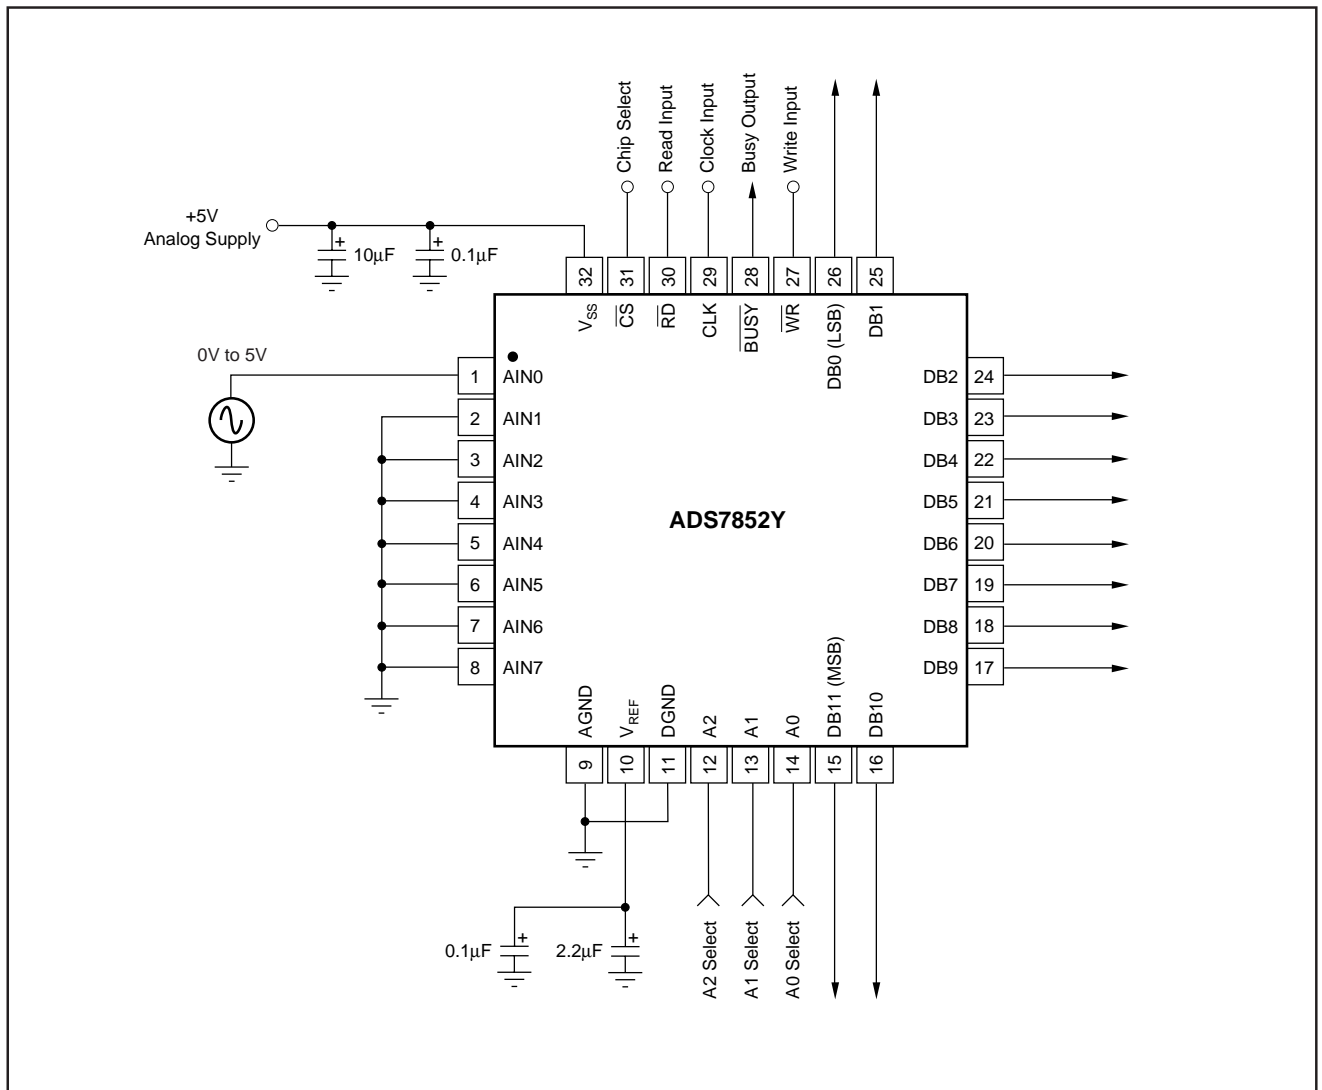 Chip Select
Read Input
Clock Input
Busy Output
Write Input
+5V
Analog Supply
10μF
0.1μF
32
31
30
29
28
27
26
25
VSS
CS
RD
CLK
BUSY
WR
DB0 (LSB)
DB1
0V to 5V
1 AIN0
2 AIN1
3 AIN2
4 AIN3
5 AIN4
6 AIN5
7 AIN6
8 AIN7
ADS7852Y
DB2 24
DB3 23
DB4 22
DB5 21
DB6 20
DB7 19
DB8 18
DB9 17
AGND
VREF
DGND
A2
A1
A0
DB11 (MSB)
DB10
9
10
11
12
13
14
15
16
0.1μF
2.2μF
A2 Select
A1 Select
A0 Select